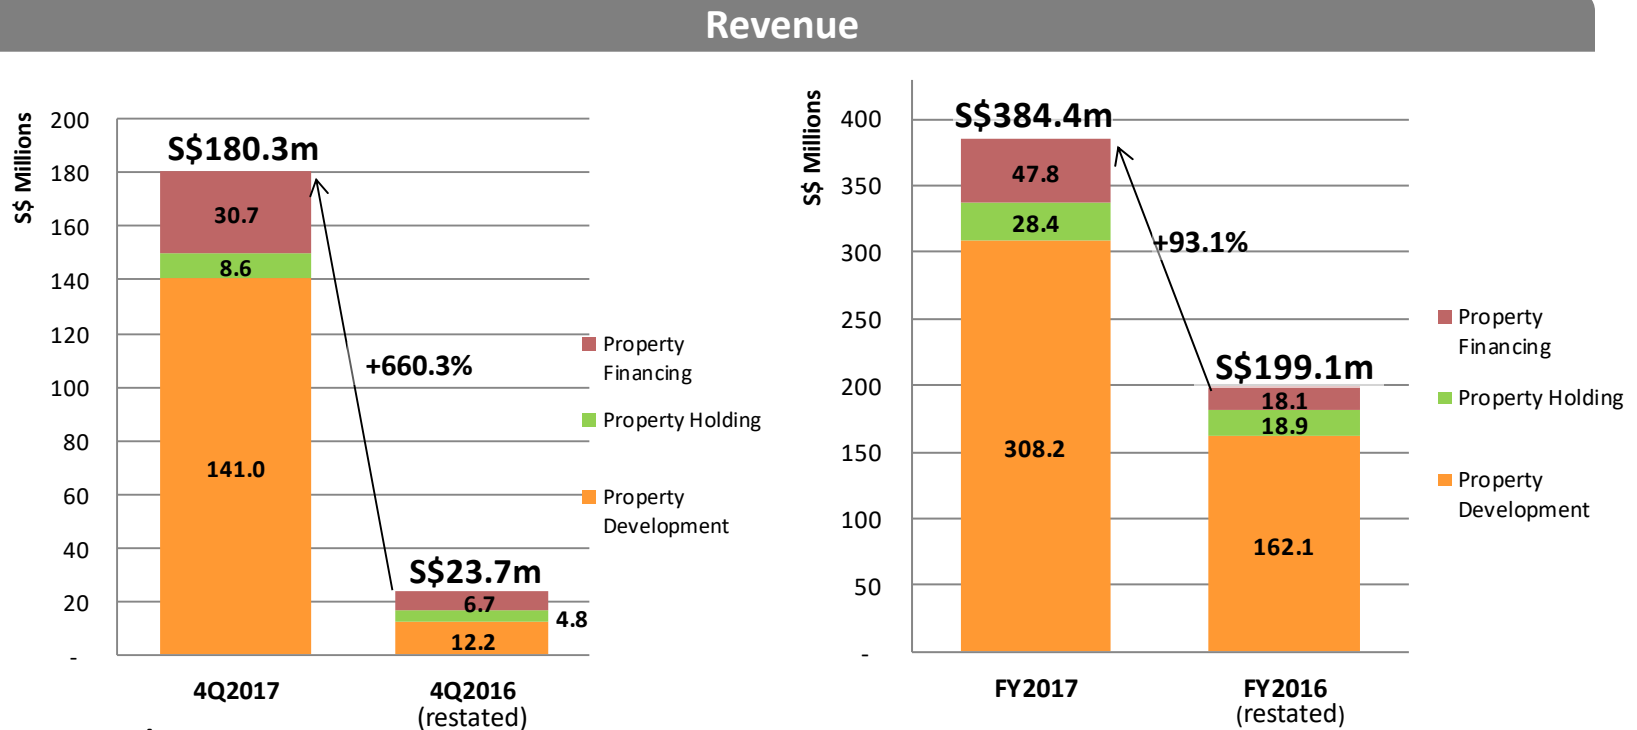 Revenue
S$ Millions
200
180
160
140
120
100
80
60
40
20
-
S$180.3m
30.7
8.6
141.0
+660.3%
S$23.7m
6.7
4.8
12.2
4Q2017
4Q2016
(restated)
Property
Financing
Property Holding
Property
Development
S$ Millions
400
350
300
250
200
150
100
50
-
S$384.4m
47.8
28.4
308.2
+93.1%
S$199.1m
18.1
18.9
162.1
FY2017
FY2016
(restated)
Property
Financing
Property Holding
Property
Development